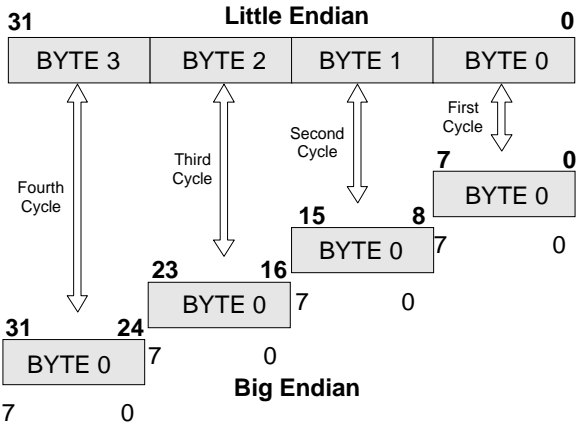 Little Endian
31 0
BYTE 3 BYTE 2 BYTE 1 BYTE 0
First
Cycle
Second
Cycle
Third
Cycle
Fourth
Cycle
7 0
BYTE 0
7 0
15 8
BYTE 0
7 0
23 16
BYTE 0
7 0
31 24
BYTE 0
7 0
Big Endian